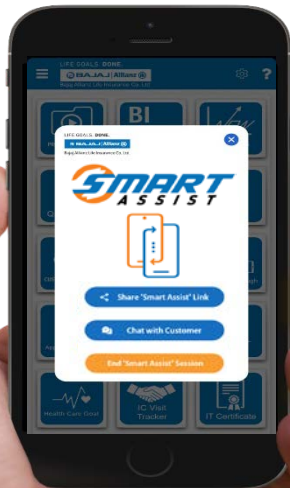 LIFE GOALS. DONE.
BAJAJ Allianz
Bajaj Allianz Life Insurance Co. Ltd.
?
BI
LIFE GOALS. DONE.
BAJAJ Allianz
Bajaj Allianz Life Insurance Co. Ltd.
SMART
ASSIST
Share "Smart Assist" Link
Chat with Customer
End "Smart Assist" Session
Health Care Goal
IC Visit
Tracker
IT Certificate